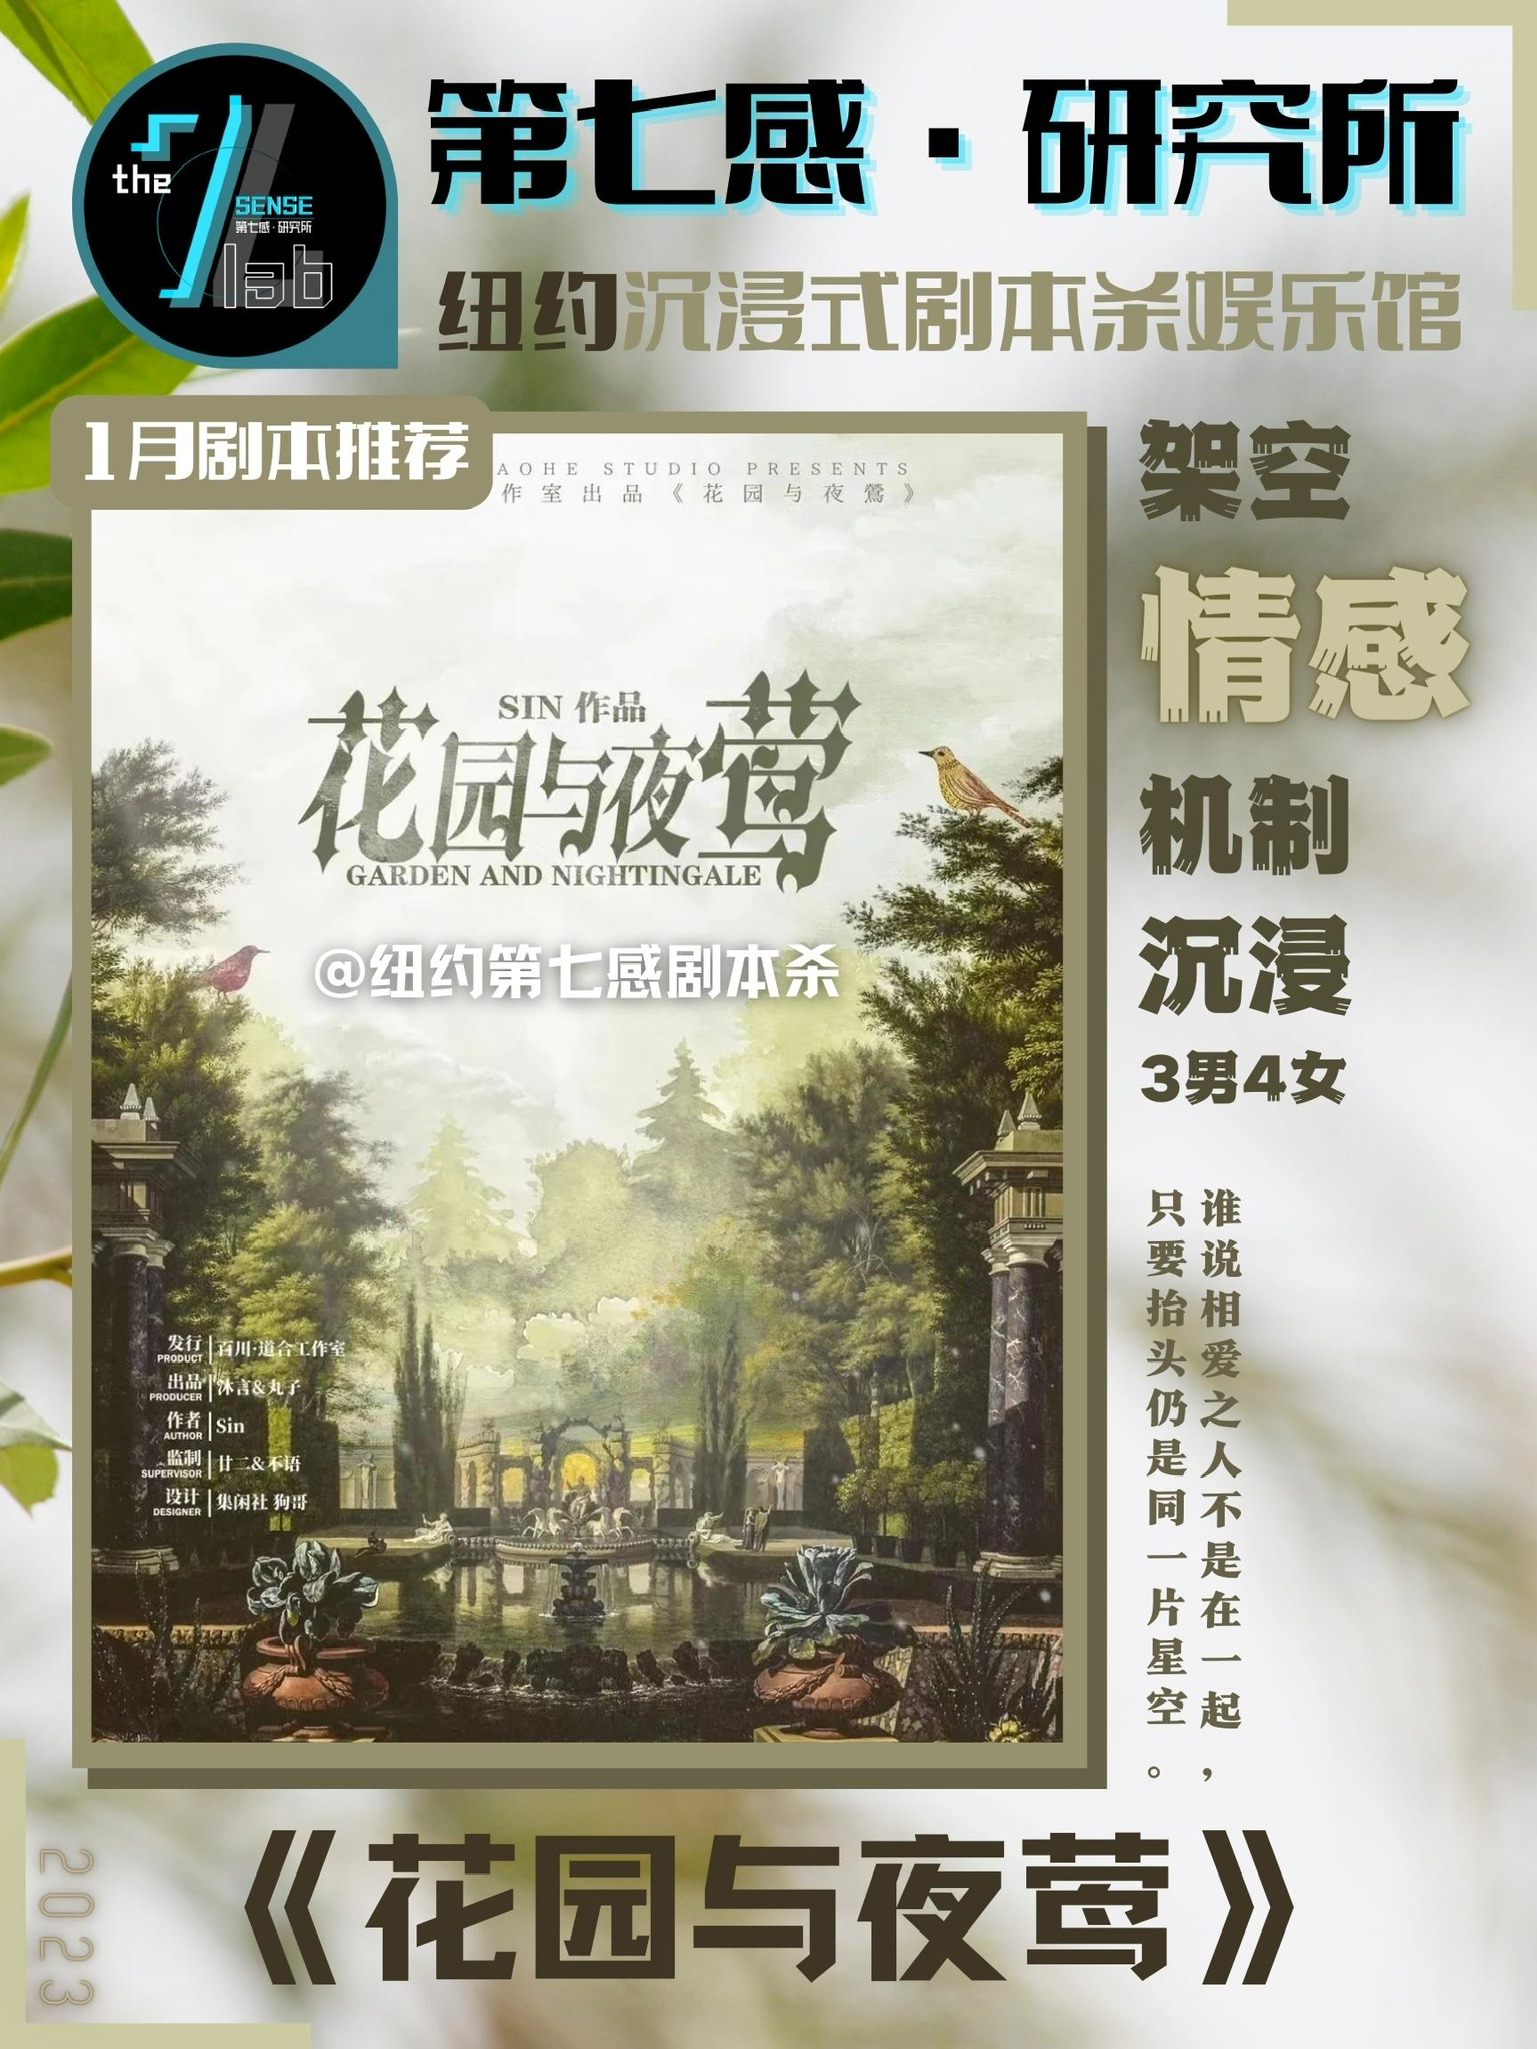 the
SENSE
第七感·研究所
lab
第七感·研究所
纽约沉浸式剧本杀娱乐馆
1月剧本推荐
AOHE STUDIO PRESENTS
作室出品《花园与夜鶯》
SIN 作品
花园与夜莺
GARDEN AND NIGHTINGALE
@纽约第七感剧本杀
发行 百川·道合工作室
PRODUCT
出品 沐言&丸子
PRODUCER
作者 Sin
AUTHOR
监制 廿二&不语
SUPERVISOR
设计 集闲社 狗哥
DESIGNER
架空
情感
机制
沉浸
3男4女
谁说相爱之人不是在一起，
只要抬头仍是同一片星空。
《花园与夜莺》
2023